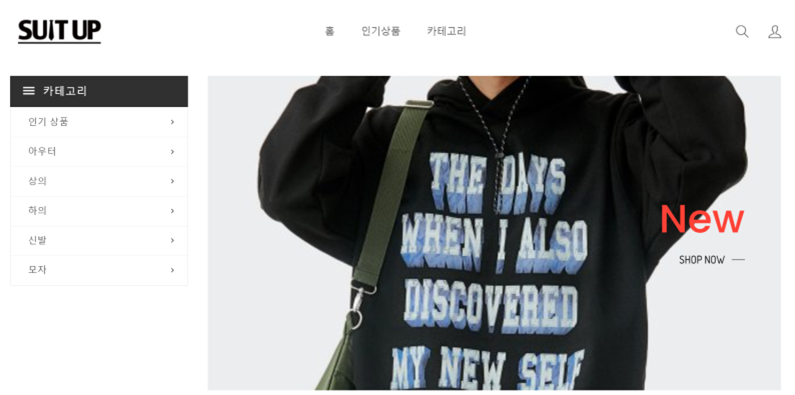 SUIT UP
홈 인기상품 카테고리
카테고리
인기 상품
아우터
상의
하의
신발
모자
THE DAYS
WHEN I ALSO
DISCOVERED
MY NEW SELF
New
SHOP NOW